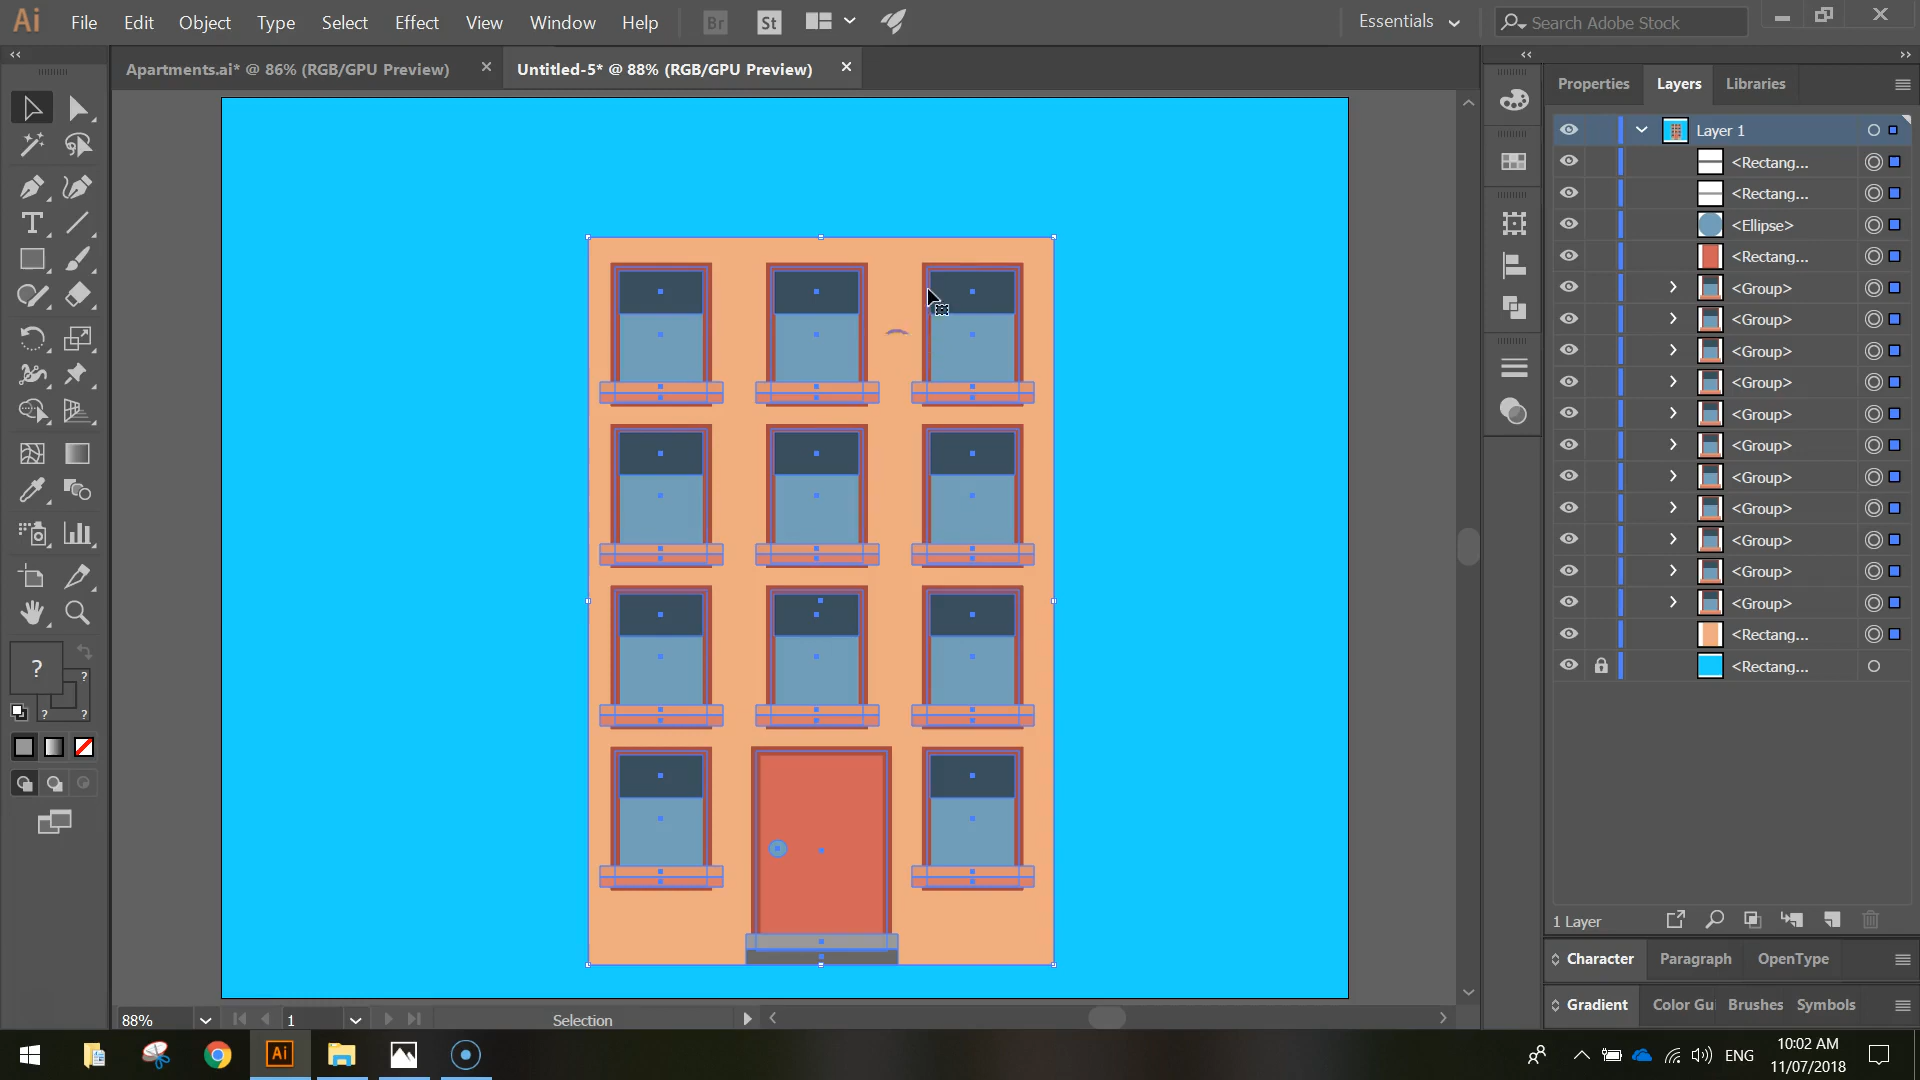 Ai File Edit Object Type Select Effect View Window Help Br St Essentials Search Adobe Stock
Apartments.ai* @ 86% (RGB/GPU Preview) Untitled-5* @ 88% (RGB/GPU Preview)
Properties Layers Libraries
Layer 1
<Rectang...
<Rectang...
<Ellipse>
<Rectang...
<Group>
<Group>
<Group>
<Group>
<Group>
<Group>
<Group>
<Group>
<Group>
<Group>
<Group>
<Rectang...
<Rectang...
T
?
?
? ?
1 Layer
Character Paragraph OpenType
Gradient Color Gui Brushes Symbols
88% 1 Selection
Ai ENG
10:02 AM
11/07/2018